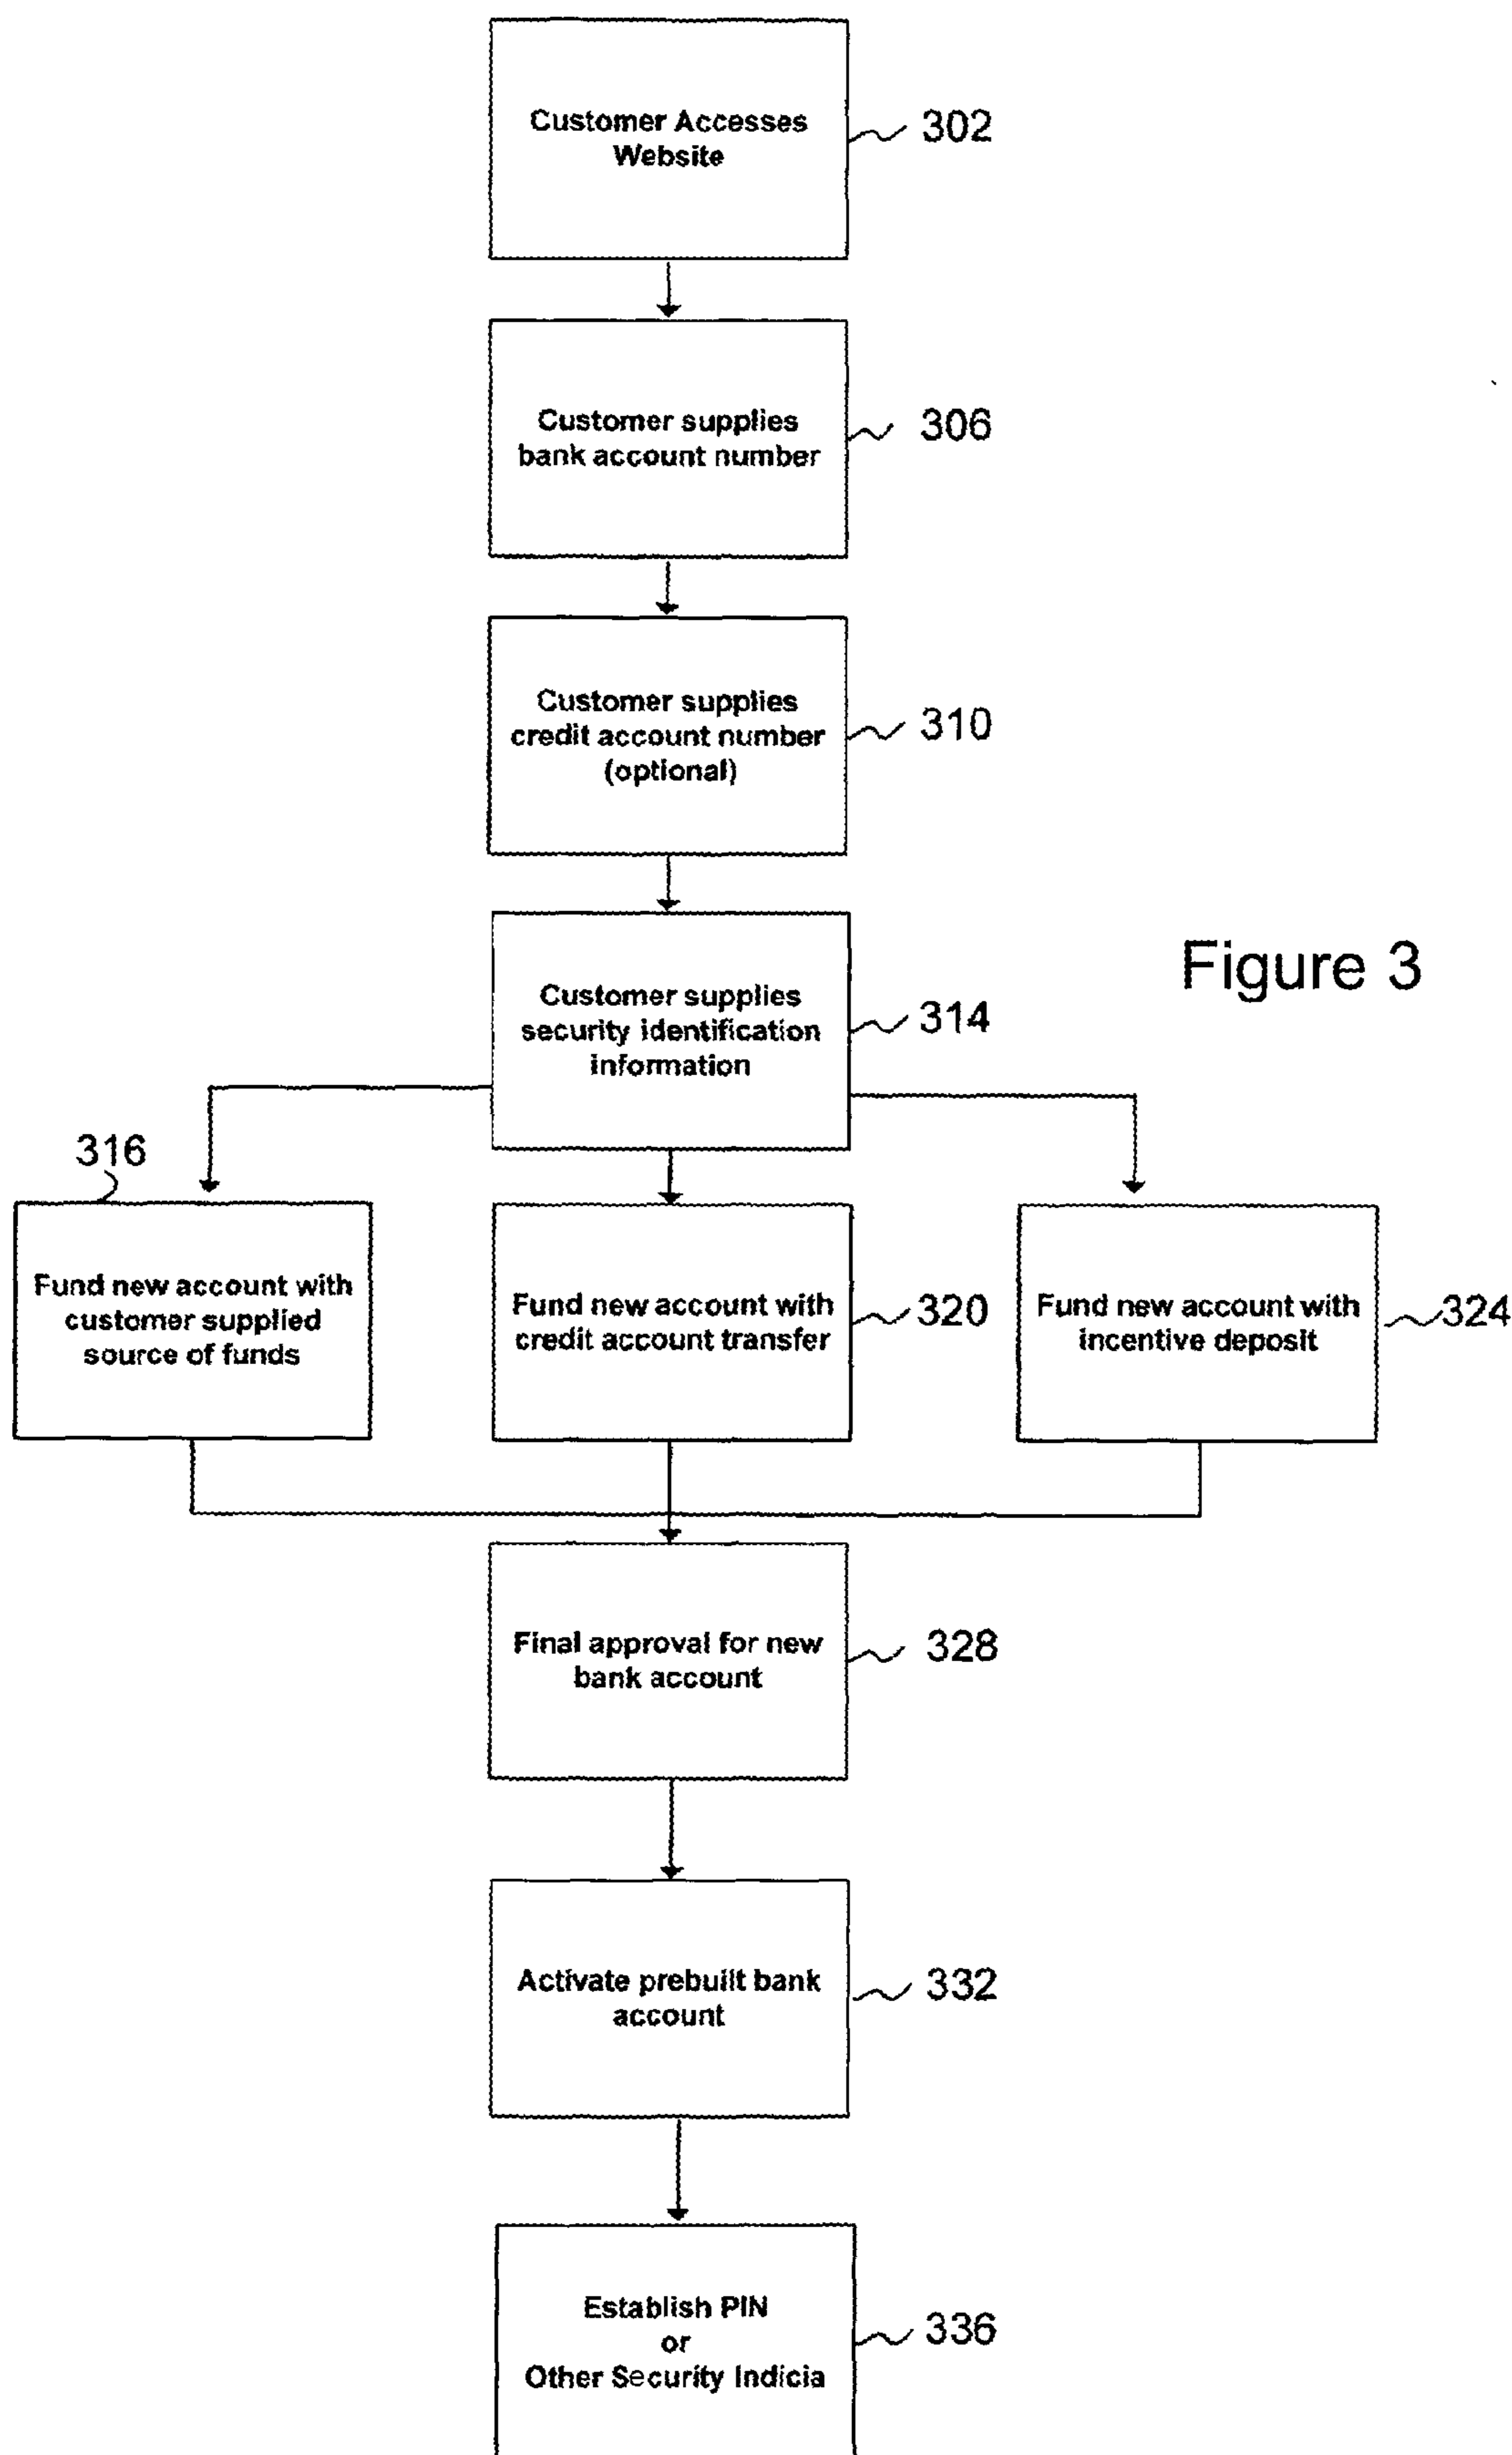 Customer Accesses
Website
302
Customer supplies
bank account number
306
Customer supplies
credit account number
(optional)
310
Figure 3
Customer supplies
security identification
information
314
316
Fund new account with
customer supplied
source of funds
Fund new account with
credit account transfer
320
Fund new account with
incentive deposit
324
Final approval for new
bank account
328
Activate prebuilt bank
account
332
Establish PIN
or
Other Security Indicia
336